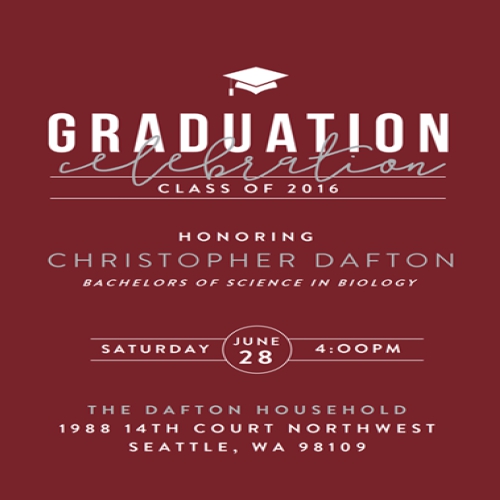 GRADUATION
celebration
CLASS OF 2016
HONORING
CHRISTOPHER DAFTON
BACHELORS OF SCIENCE IN BIOLOGY
SATURDAY JUNE 28 4:00PM
THE DAFTON HOUSEHOLD
1988 14TH COURT NORTHWEST
SEATTLE, WA 98109